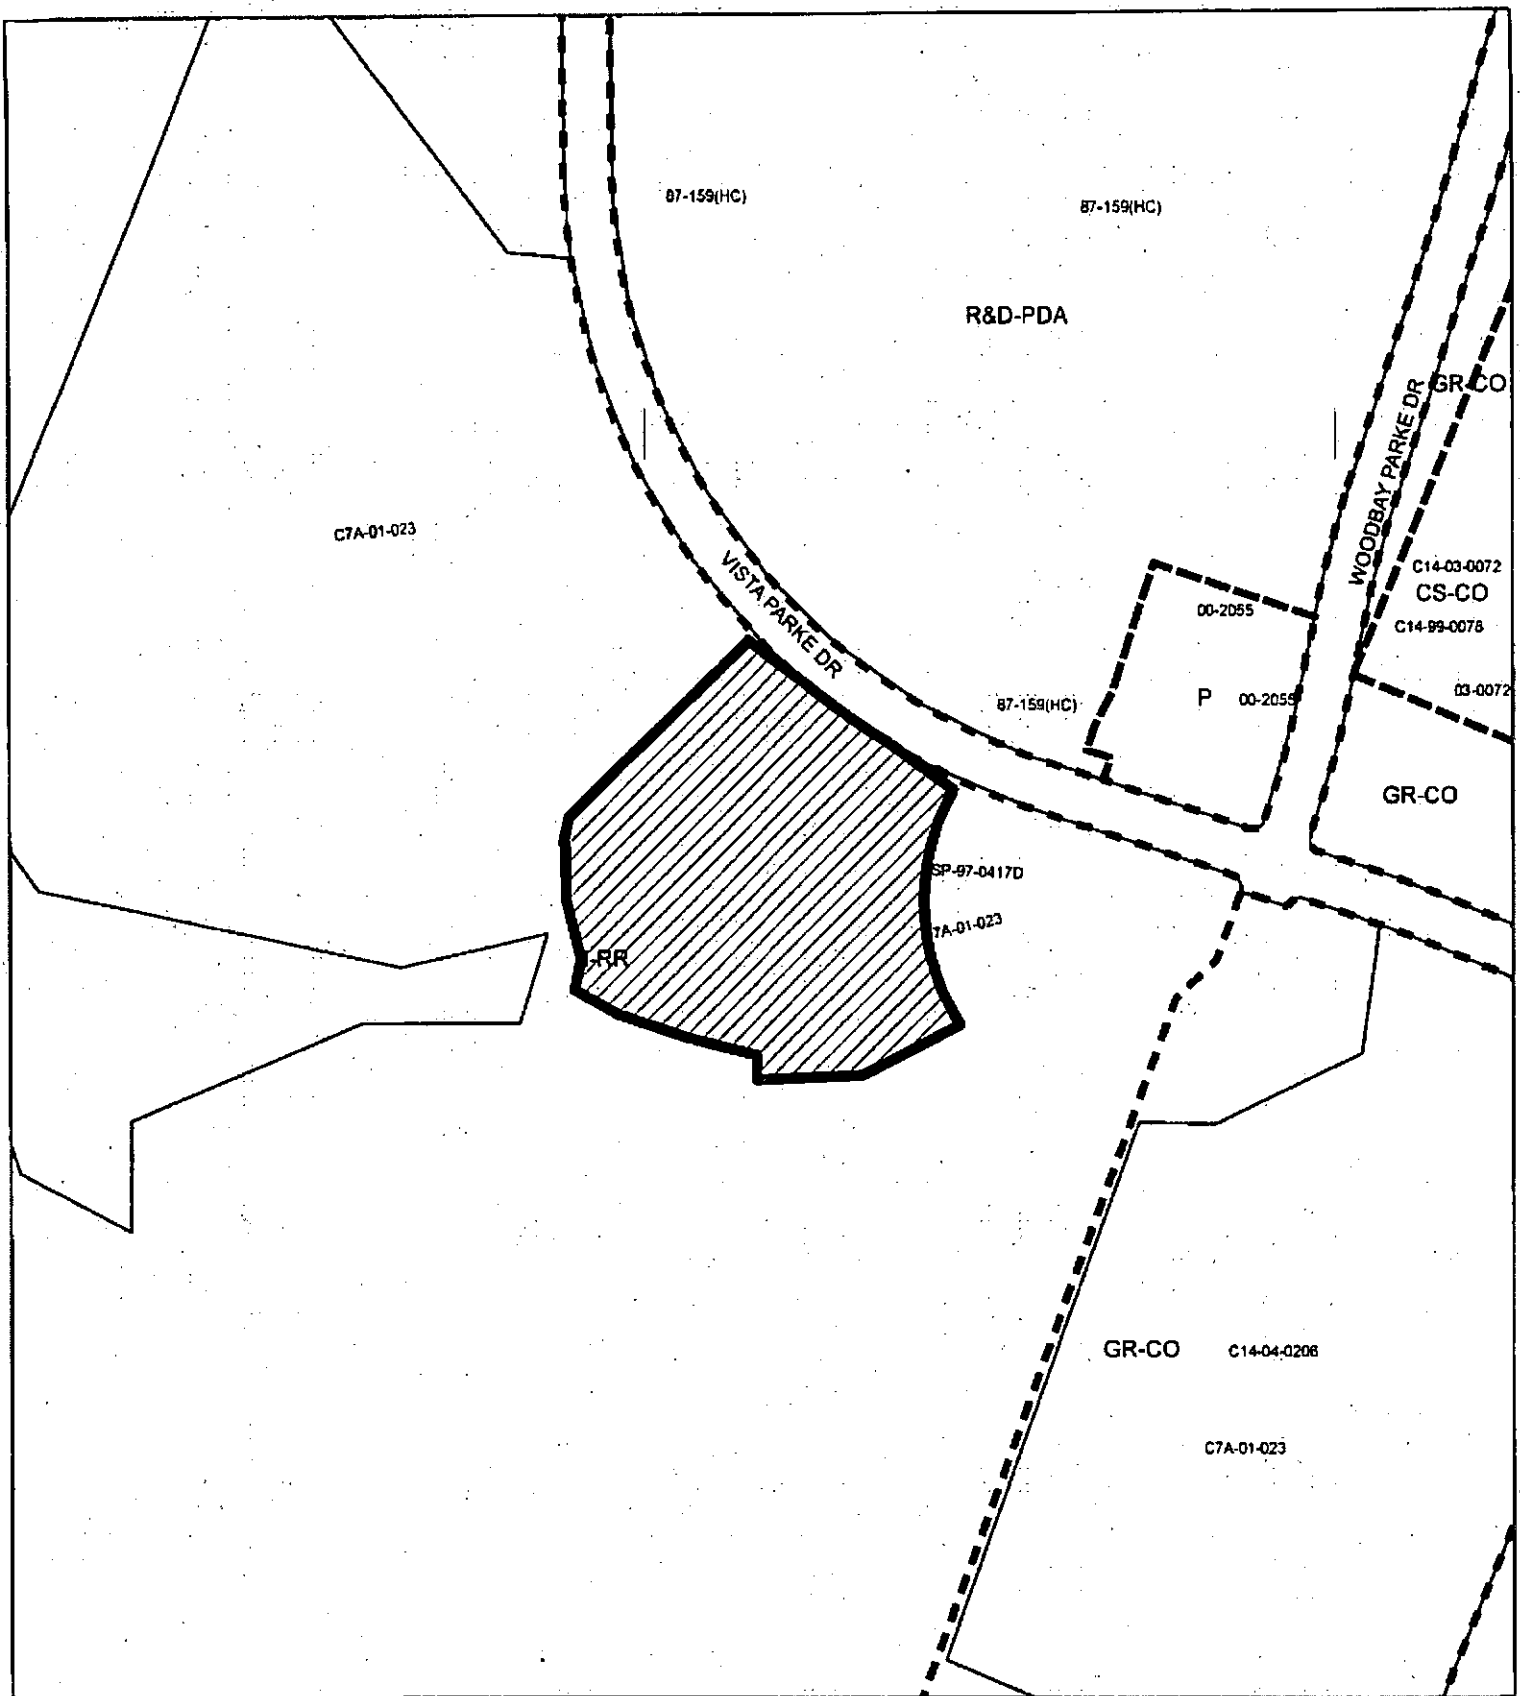 87-159(HC)
87-159(HC)
R&D-PDA
GR-CO
WOODBAY PARKE DR
C7A-01-023
VISTA PARKE DR
C14-03-0072
CS-CO
C14-99-0078
00-2055
P
00-2055
03-0072
87-159(HC)
GR-CO
SP-97-0417D
7A-01-023
-RR
GR-CO
C14-04-0206
C7A-01-023